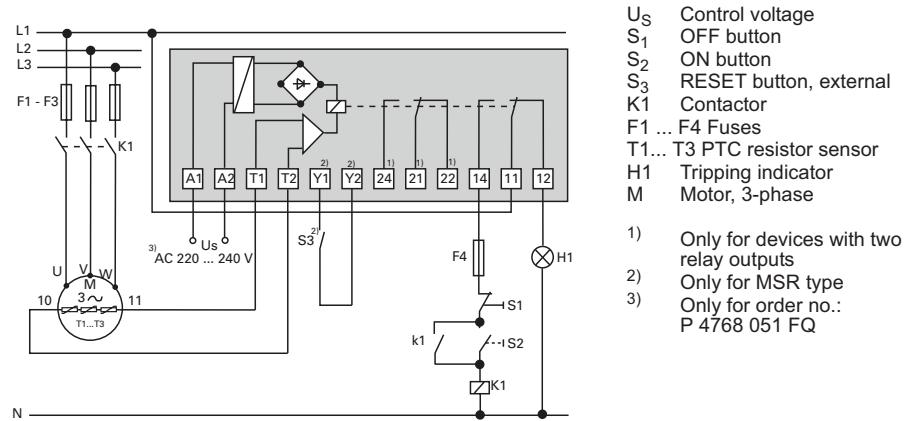 L1
L2
L3
F1 - F3
K1
A1 A2 T1 T2 Y1 Y2 24 21 22 14 11 12
2) 2) 1) 1) 1)
3) Us
AC 220 ... 240 V
S3 2)
F4
H1
U V W
M
3
10 11
T1...T3
S1
k1
S2
K1
N
US Control voltage
S1 OFF button
S2 ON button
S3 RESET button, external
K1 Contactor
F1 ... F4 Fuses
T1... T3 PTC resistor sensor
H1 Tripping indicator
M Motor, 3-phase
1) Only for devices with two
relay outputs
2) Only for MSR type
3) Only for order no.:
P 4768 051 FQ